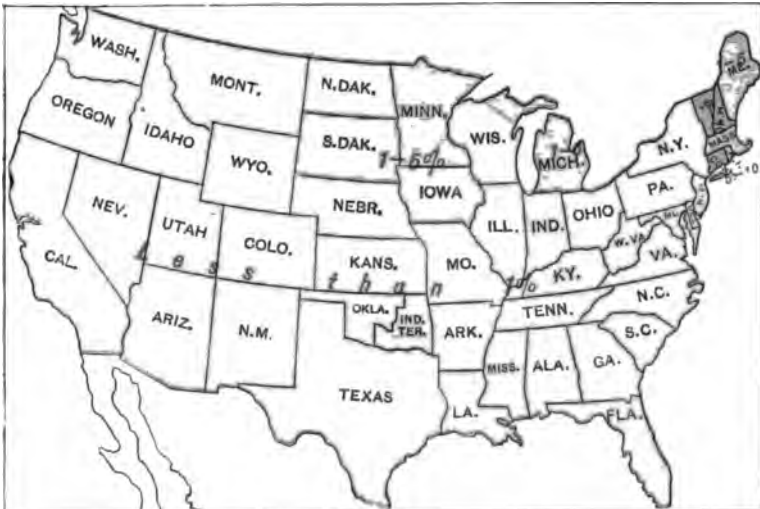 WASH.
MONT.
N.DAK.
MINN.
ME.
OREGON
IDAHO
S.DAK.
WIS.
MICH.
N.Y.
MASS.
1-5%
WYO.
IOWA
PA.
NEBR.
NEV.
UTAH
COLO.
ILL.
IND.
OHIO
W.VA.
VA.
CAL.
KANS.
MO.
KY.
Less than 1%
N.C.
TENN.
ARIZ.
N.M.
OKLA.
IND.
TER.
ARK.
S.C.
MISS.
ALA.
GA.
TEXAS
LA.
FLA.